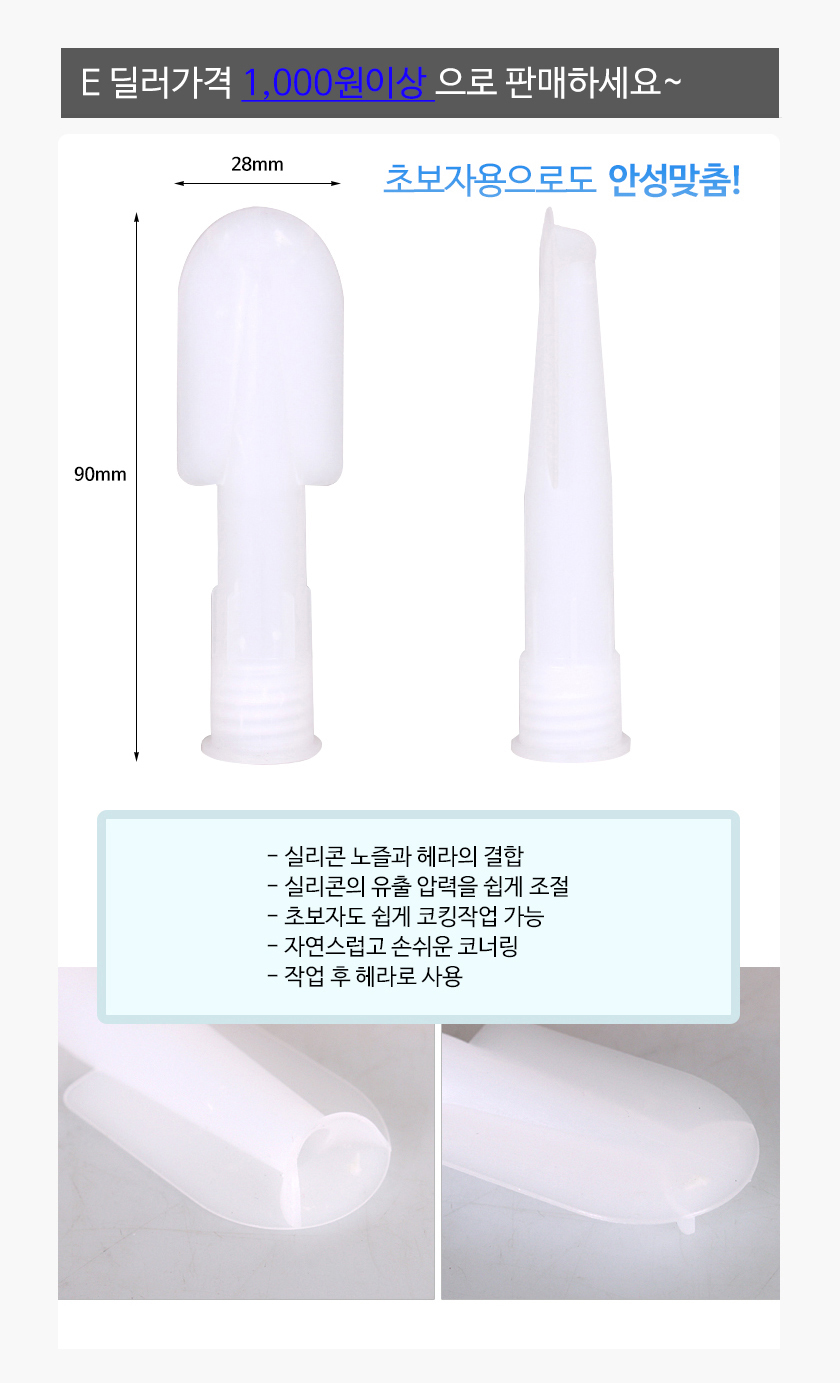 E 딜러가격 1,000원이상 으로 판매하세요~
28mm
초보자용으로도 안성맞춤!
90mm
- 실리콘 노즐과 헤라의 결합
- 실리콘의 유출 압력을 쉽게 조절
- 초보자도 쉽게 코킹작업 가능
- 자연스럽고 손쉬운 코너링
- 작업 후 헤라로 사용